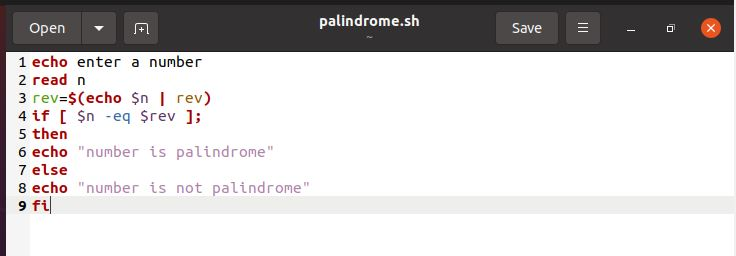 Open palindrome.sh Save
~
1 echo enter a number
2 read n
3 rev=$(echo $n | rev)
4 if [ $n -eq $rev ];
5 then
6 echo "number is palindrome"
7 else
8 echo "number is not palindrome"
9 fi